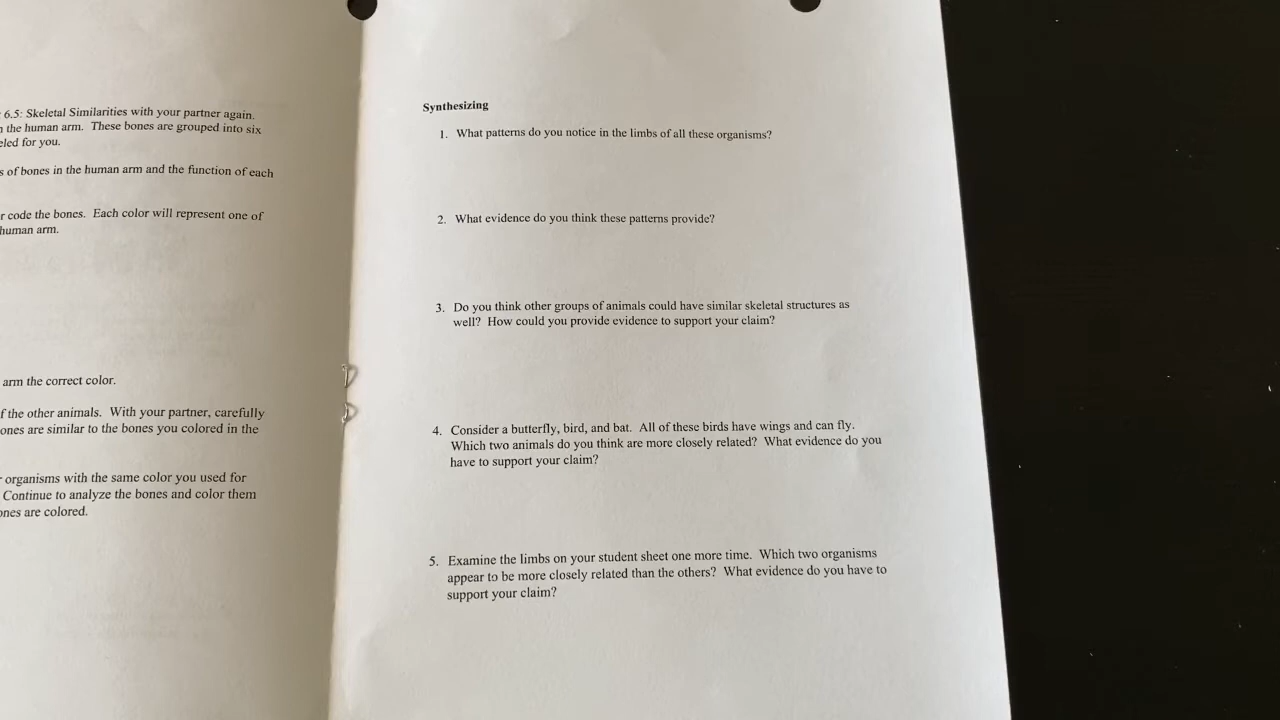 6.5: Skeletal Similarities with your partner again.
the human arm. These bones are grouped into six
for you.
of bones in the human arm and the function of each
code the bones. Each color will represent one of
human arm.
arm the correct color.
the other animals. With your partner, carefully
ones are similar to the bones you colored in the
organisms with the same color you used for
Continue to analyze the bones and color them
are colored.
Synthesizing
1. What patterns do you notice in the limbs of all these organisms?
2. What evidence do you think these patterns provide?
3. Do you think other groups of animals could have similar skeletal structures as
well? How could you provide evidence to support your claim?
4. Consider a butterfly, bird, and bat. All of these birds have wings and can fly.
Which two animals do you think are more closely related? What evidence do you
have to support your claim?
5. Examine the limbs on your student sheet one more time. Which two organisms
appear to be more closely related than the others? What evidence do you have to
support your claim?